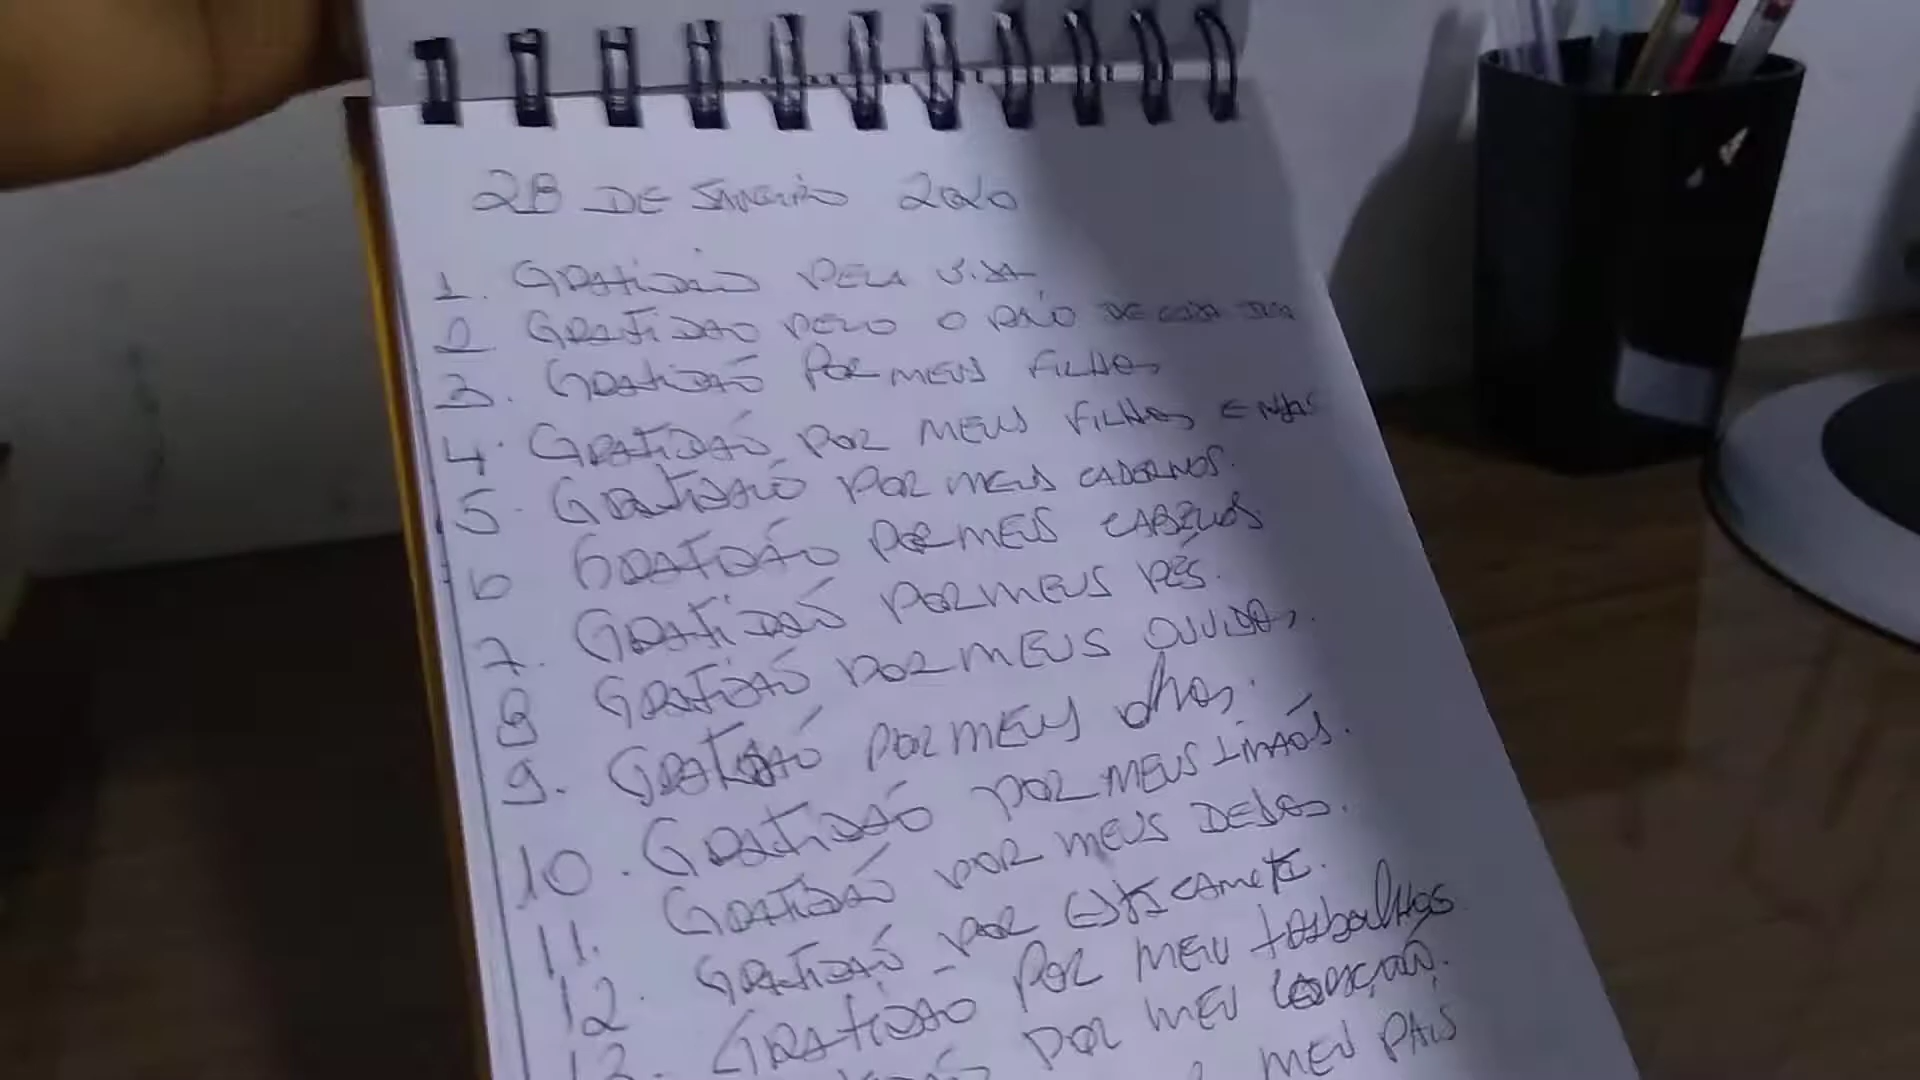 28 DE JANEIRO 2020
1. GRATIDÃO PELA VIDA
2 GRATIDÃO PELO O PÃO DE CADA DIA
3. GRATIDÃO POR MEUS FILHOS
4. GRATIDÃO POR MEUS FILHOS E
5. GRATIDÃO POR MEUS CADERNOS.
6 GRATIDÃO POR MEUS CABELOS
7. GRATIDÃO POR MEUS PÉS.
8 GRATIDÃO POR MEUS OUVIDOS.
9. GRATIDÃO POR MEUS olhos.
10. GRATIDÃO POR MEUS IRMÃOS.
11. GRATIDÃO POR MEUS DEDOS.
12. GRATIDÃO POR
13. GRATIDÃO POR MEU trabalhos
POR MEU CORAÇÃO.
MEU PAIS